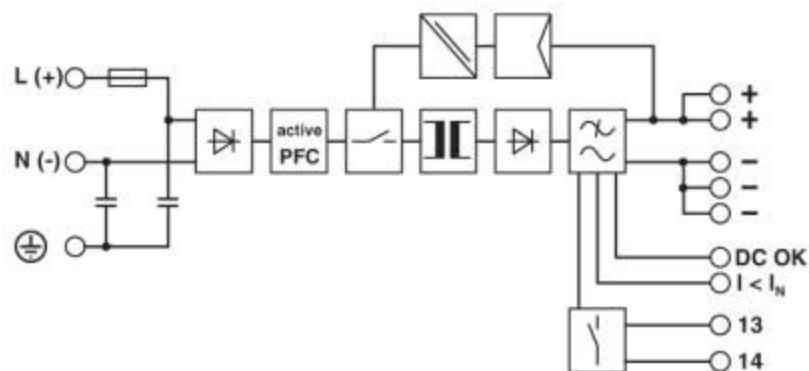 L (+)
N (-)
active
PFC
+
+
–
–
–
DC OK
I < I_N
13
14